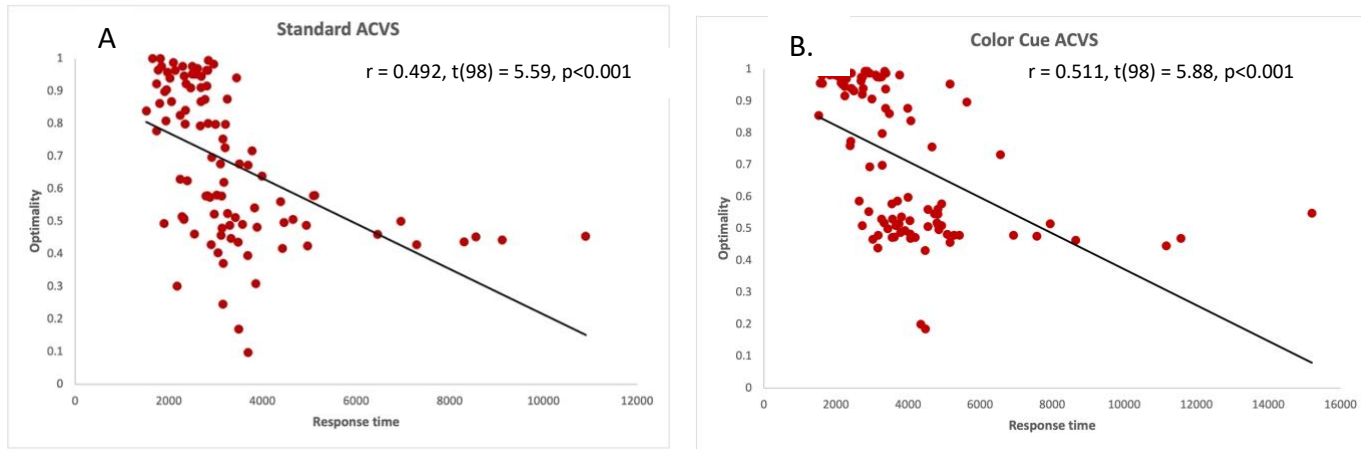 A
Standard ACVS
r = 0.492, t(98) = 5.59, p<0.001
Optimality
1
0.9
0.8
0.7
0.6
0.5
0.4
0.3
0.2
0.1
0
0 2000 4000 6000 8000 10000 12000
Response time
B.
Color Cue ACVS
r = 0.511, t(98) = 5.88, p<0.001
Optimality
1
0.9
0.8
0.7
0.6
0.5
0.4
0.3
0.2
0.1
0
0 2000 4000 6000 8000 10000 12000 14000 16000
Response time